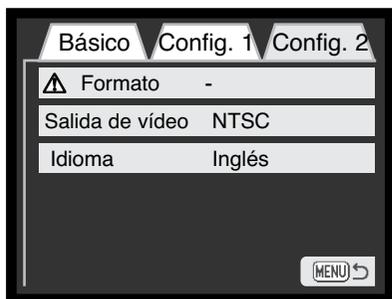 Básico Config. 1 Config. 2
Formato -
Salida de vídeo NTSC
Idioma Inglés
MENU